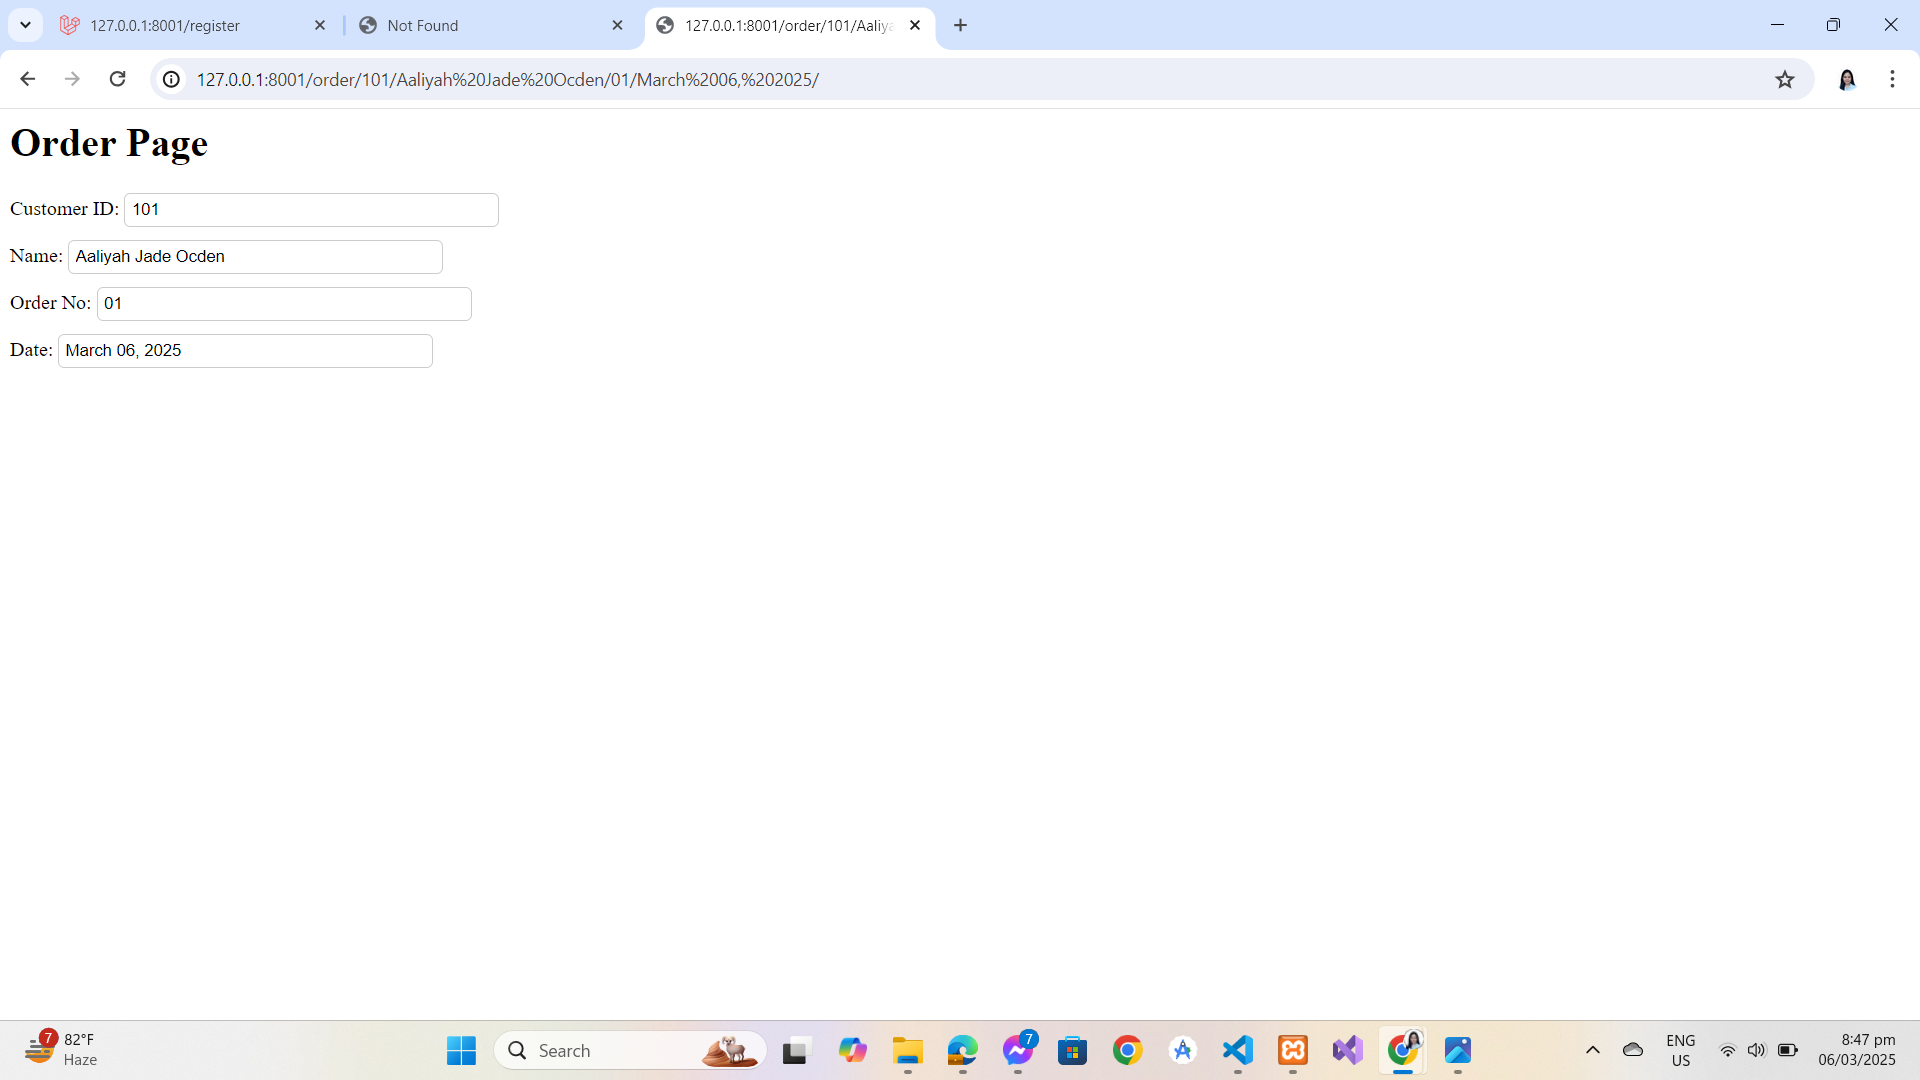 127.0.0.1:8001/register
Not Found
127.0.0.1:8001/order/101/Aaliya
127.0.0.1:8001/order/101/Aaliyah%20Jade%20Ocden/01/March%2006,%202025/
Order Page
Customer ID: 101
Name: Aaliyah Jade Ocden
Order No: 01
Date: March 06, 2025
7
82°F
Haze
Search
7
ENG
US
8:47 pm
06/03/2025